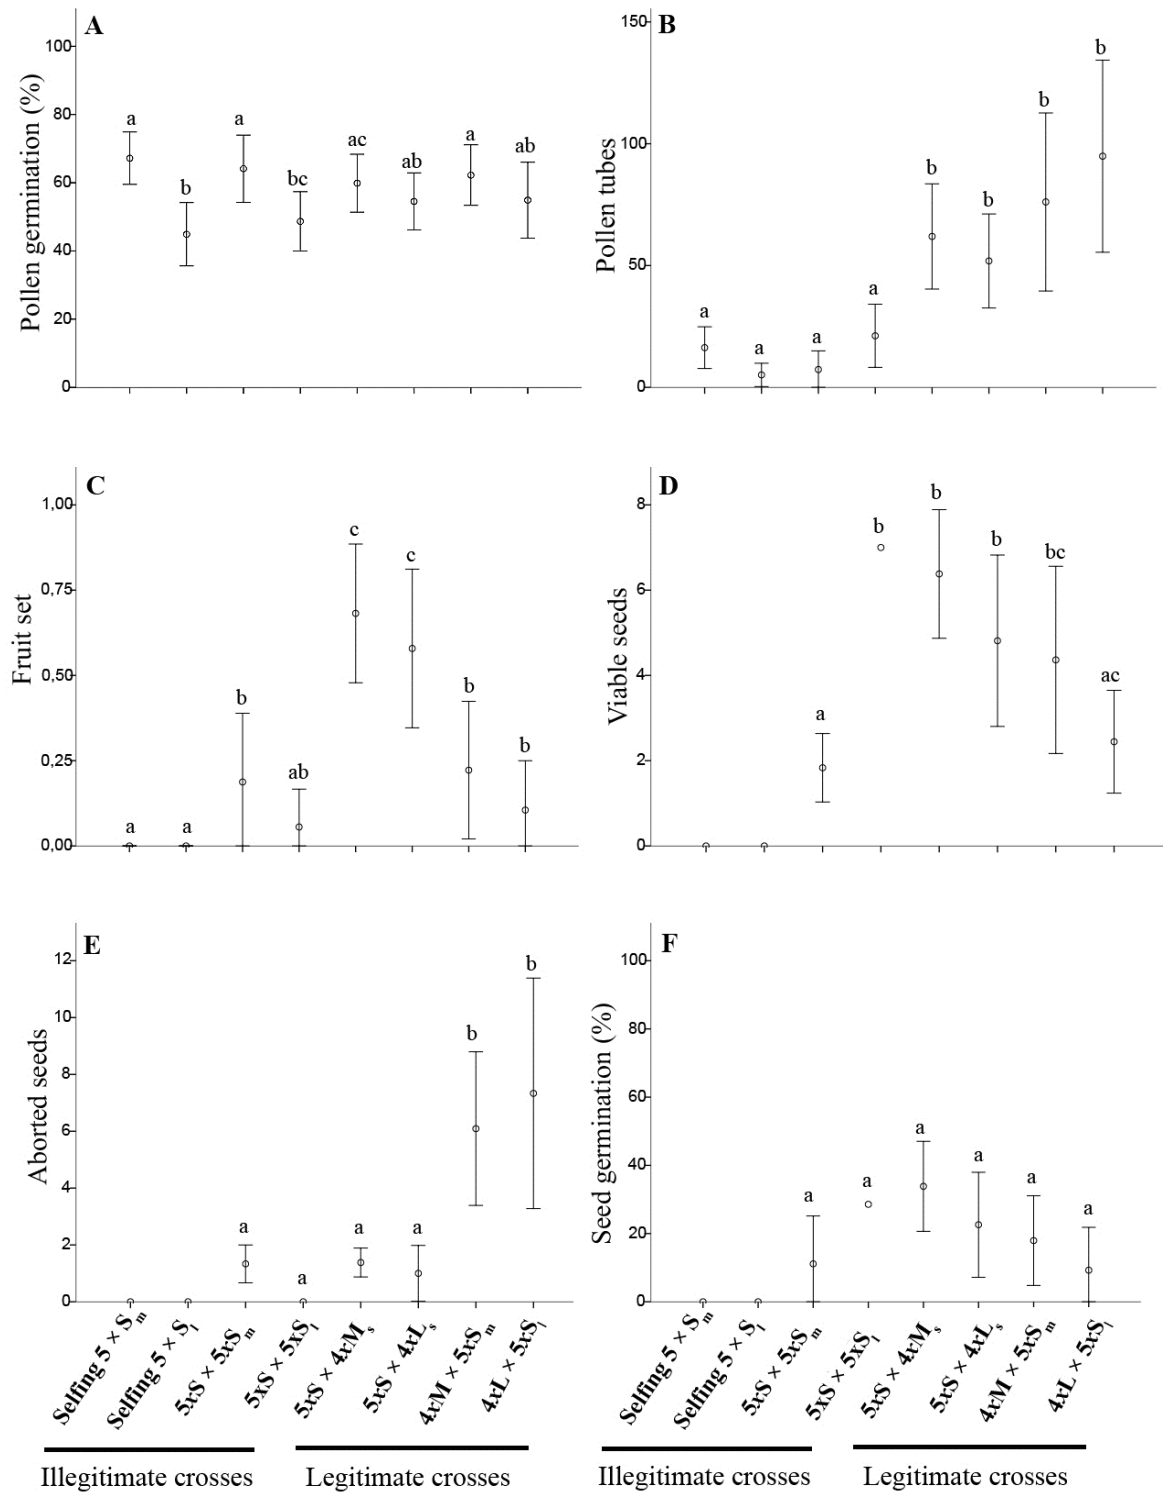 A
Pollen germination (%)
100
80
60
40
20
0
a
b
a
bc
ac
ab
a
ab
B
Pollen tubes
150
100
50
0
a
a
a
a
b
b
b
b
C
Fruit set
1,00
0,75
0,50
0,25
0,00
a
a
b
ab
c
c
b
b
D
Viable seeds
8
6
4
2
0
a
b
b
b
bc
ac
E
Aborted seeds
12
10
8
6
4
2
0
a
a
a
a
b
b
Selfing 5 × Sm
Selfing 5 × Sl
5xS × 5xSm
5xS × 5xSl
5xS × 4xMs
5xS × 4xLs
4xM × 5xSm
4xL × 5xSl
Illegitimate crosses
Legitimate crosses
F
Seed germination (%)
100
80
60
40
20
0
a
a
a
a
a
a
Selfing 5 × Sm
Selfing 5 × Sl
5xS × 5xSm
5xS × 5xSl
5xS × 4xMs
5xS × 4xLs
4xM × 5xSm
4xL × 5xSl
Illegitimate crosses
Legitimate crosses